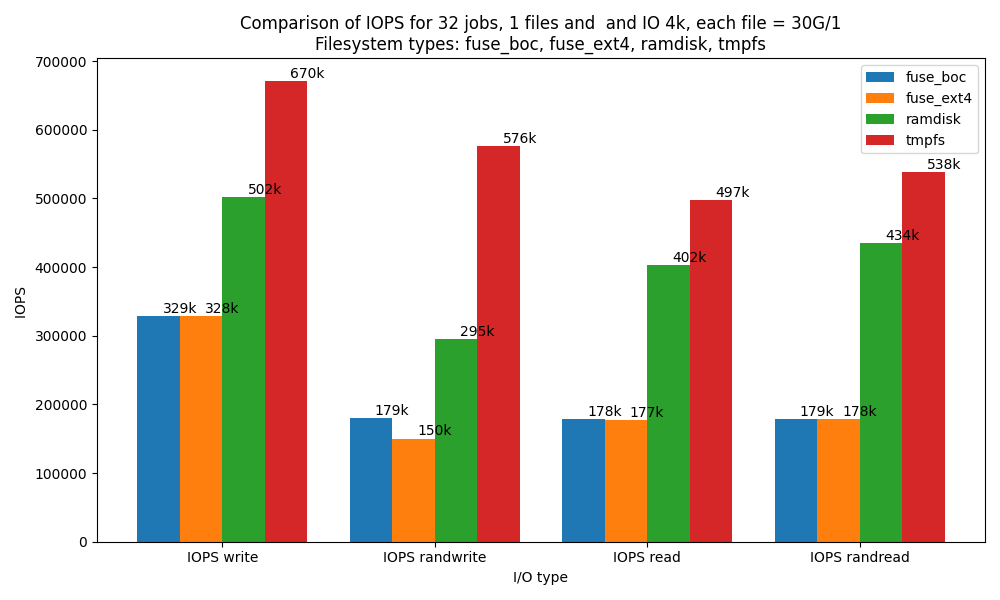 Comparison of IOPS for 32 jobs, 1 files and  and IO 4k, each file = 30G/1
Filesystem types: fuse_boc, fuse_ext4, ramdisk, tmpfs
fuse_boc
fuse_ext4
ramdisk
tmpfs
IOPS
700000
600000
500000
400000
300000
200000
100000
0
329k
328k
502k
670k
179k
150k
295k
576k
178k
177k
402k
497k
179k
178k
434k
538k
IOPS write
IOPS randwrite
IOPS read
IOPS randread
I/O type